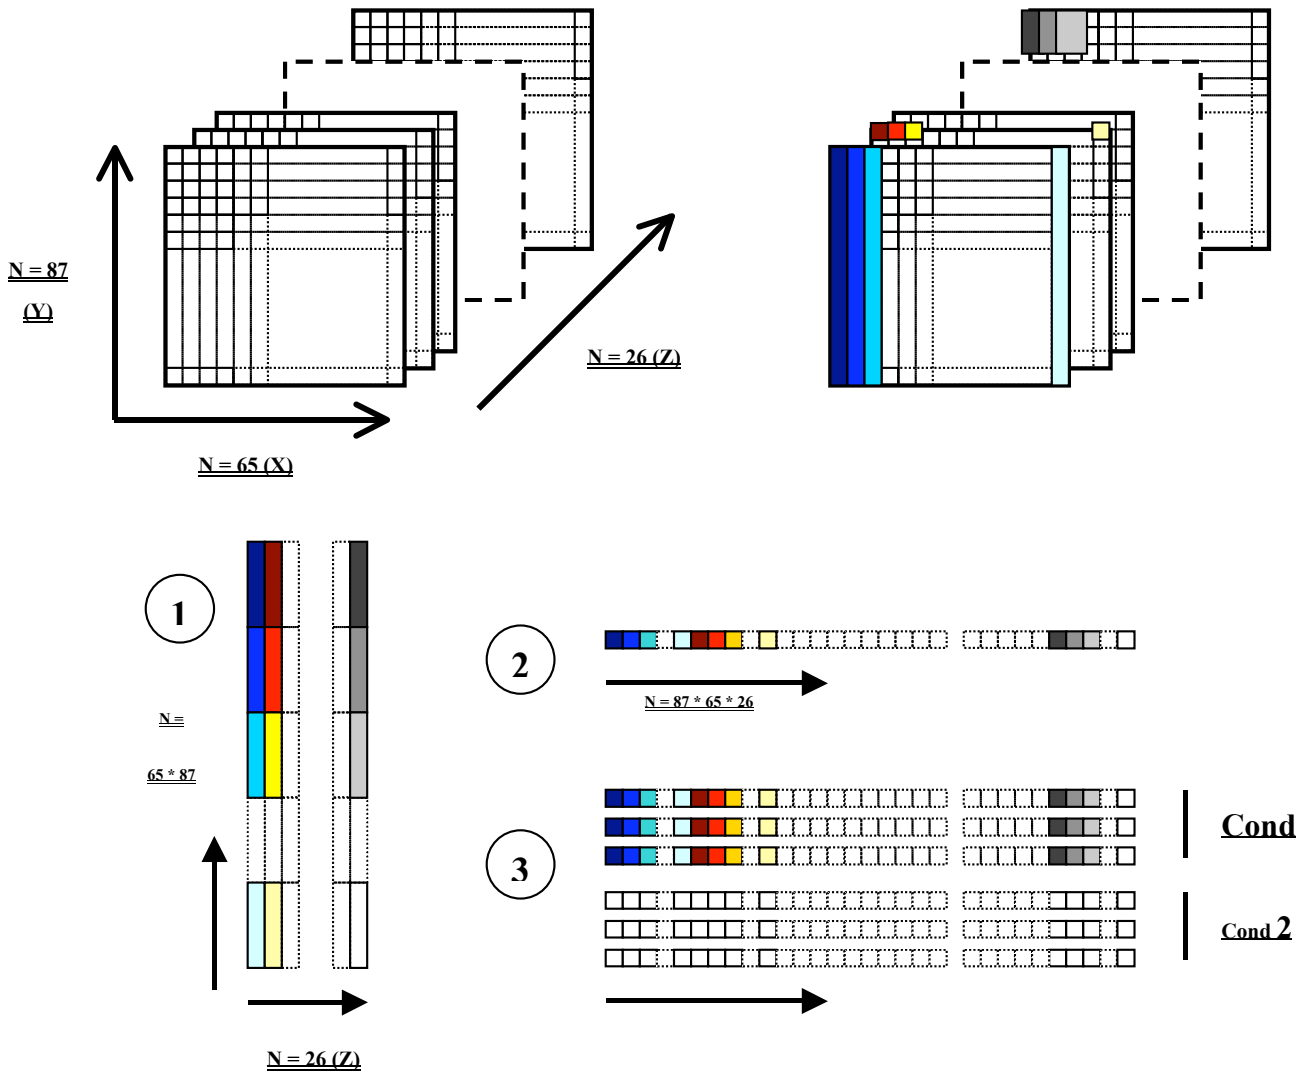 N = 87
(Y)
N = 26 (Z)
N = 65 (X)
1
N =
65 * 87
N = 26 (Z)
2
N = 87 * 65 * 26
3
Cond
Cond 2